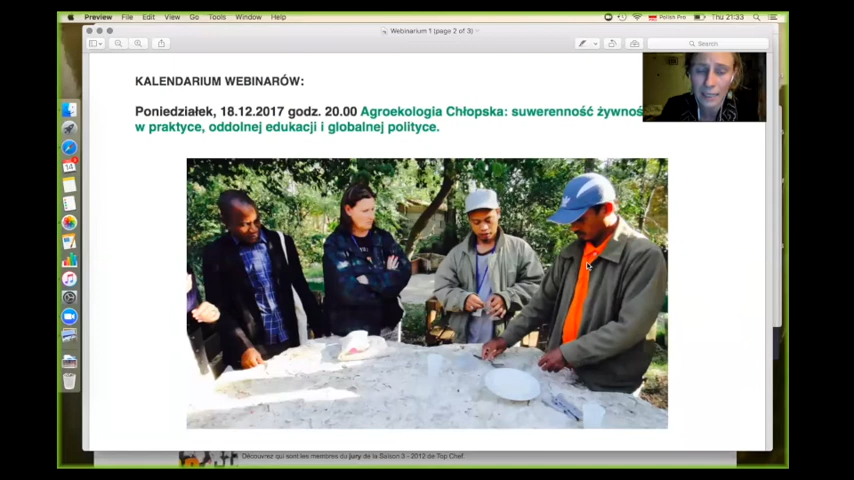 Preview File Edit View Go Tools Window Help Polish Pro Thu 21:33
Webinarium 1 (page 2 of 3)
Search
KALENDARIUM WEBINARÓW:
Poniedziałek, 18.12.2017 godz. 20.00 Agroekologia Chłopska: suwerenność
w praktyce, oddolnej edukacji i globalnej polityce.
14
Découvrez qui sont les membres du jury de la Saison 3 - 2012 de Top Chef